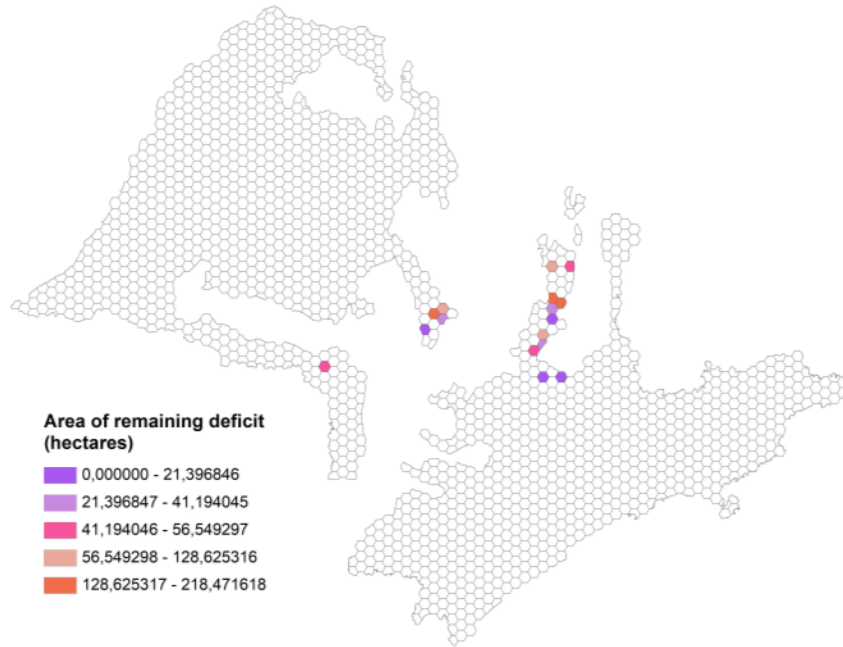 Area of remaining deficit
(hectares)
0,000000 - 21,396846
21,396847 - 41,194045
41,194046 - 56,549297
56,549298 - 128,625316
128,625317 - 218,471618